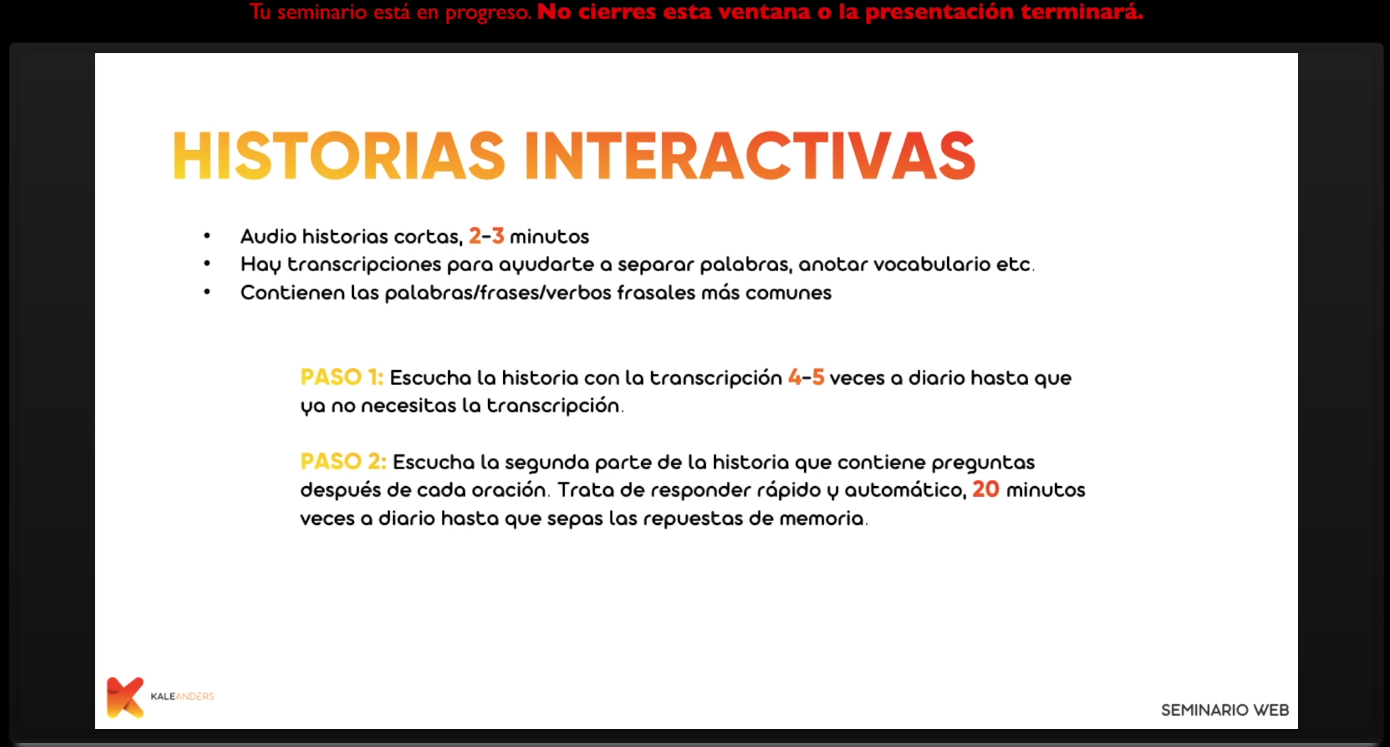 Tu seminario está en progreso. No cierres esta ventana o la presentación terminará.
HISTORIAS INTERACTIVAS
• Audio historias cortas, 2-3 minutos
• Hay transcripciones para ayudarte a separar palabras, anotar vocabulario etc.
• Contienen las palabras/frases/verbos frasales más comunes
PASO 1: Escucha la historia con la transcripción 4-5 veces a diario hasta que
ya no necesitas la transcripción.
PASO 2: Escucha la segunda parte de la historia que contiene preguntas
después de cada oración. Trata de responder rápido y automático, 20 minutos
veces a diario hasta que sepas las repuestas de memoria.
KALEANDERS
SEMINARIO WEB